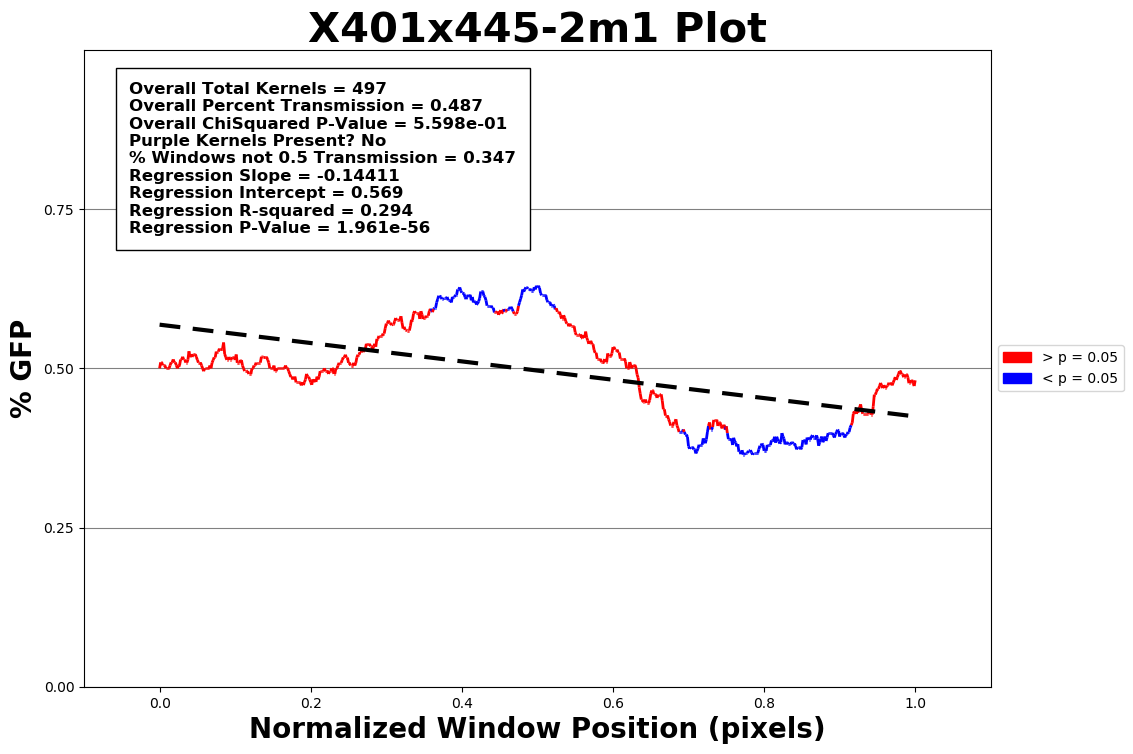 X401x445-2m1 Plot
Overall Total Kernels = 497
Overall Percent Transmission = 0.487
Overall ChiSquared P-Value = 5.598e-01
Purple Kernels Present? No
% Windows not 0.5 Transmission = 0.347
Regression Slope = -0.14411
Regression Intercept = 0.569
Regression R-squared = 0.294
Regression P-Value = 1.961e-56
0.75
0.50
0.25
0.00
% GFP
> p = 0.05
< p = 0.05
0.0 0.2 0.4 0.6 0.8 1.0
Normalized Window Position (pixels)